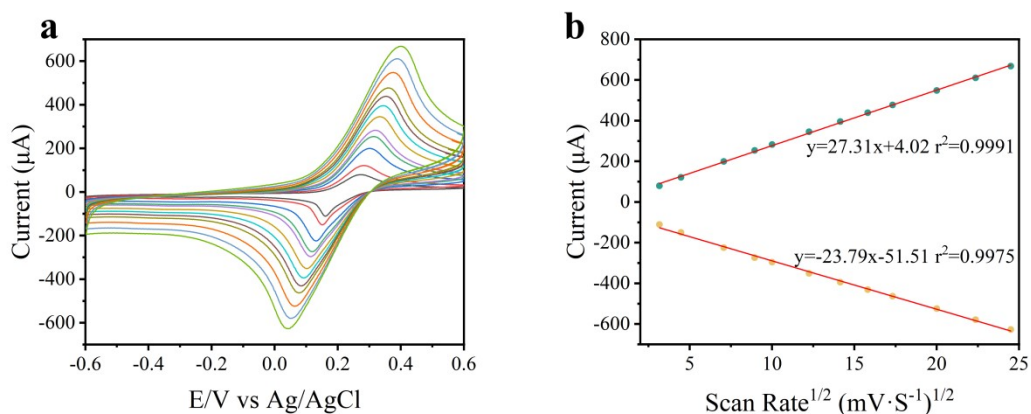 a
600
400
200
0
-200
-400
-600
Current (μA)
-0.6 -0.4 -0.2 0.0 0.2 0.4 0.6
E/V vs Ag/AgCl
b
800
600
400
200
0
-200
-400
-600
Current (μA)
y=27.31x+4.02 r²=0.9991
y=-23.79x-51.51 r²=0.9975
5 10 15 20 25
Scan Rate^1/2 (mV·S⁻¹)^1/2